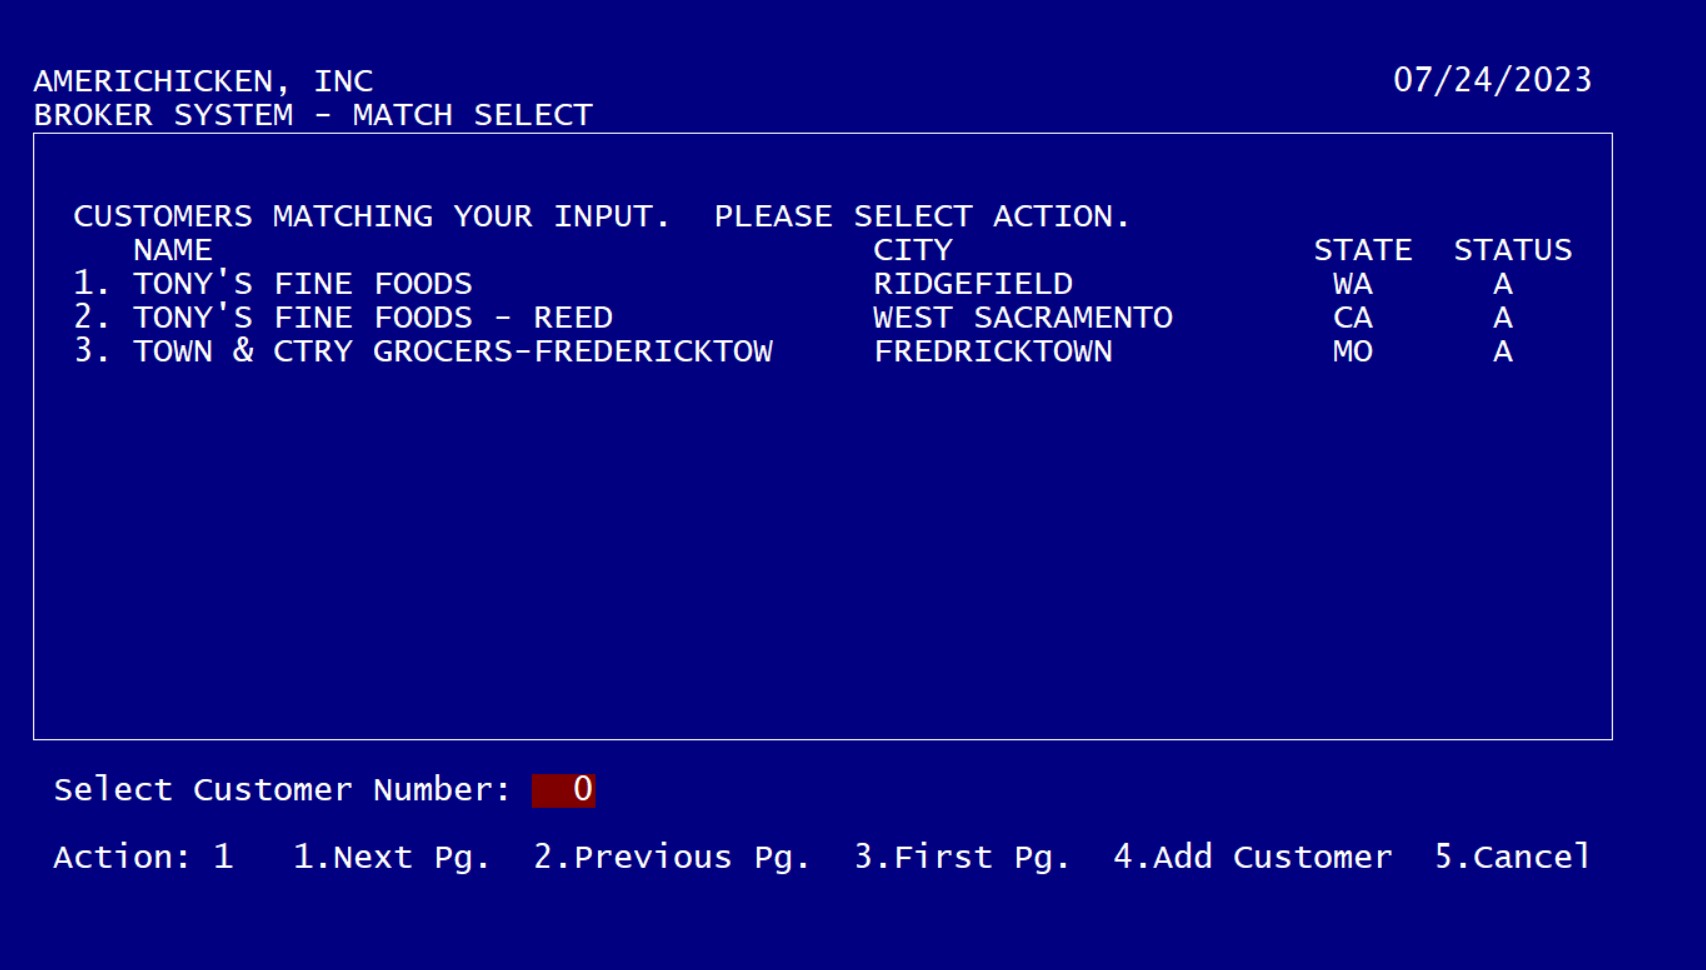 AMERICHICKEN, INC 07/24/2023
BROKER SYSTEM - MATCH SELECT
CUSTOMERS MATCHING YOUR INPUT.  PLEASE SELECT ACTION.
NAME CITY STATE STATUS
1. TONY'S FINE FOODS RIDGEFIELD WA A
2. TONY'S FINE FOODS - REED WEST SACRAMENTO CA A
3. TOWN & CTRY GROCERS-FREDERICKTOW FREDRICKTOWN MO A
Select Customer Number: 0
Action: 1 1.Next Pg. 2.Previous Pg. 3.First Pg. 4.Add Customer 5.Cancel